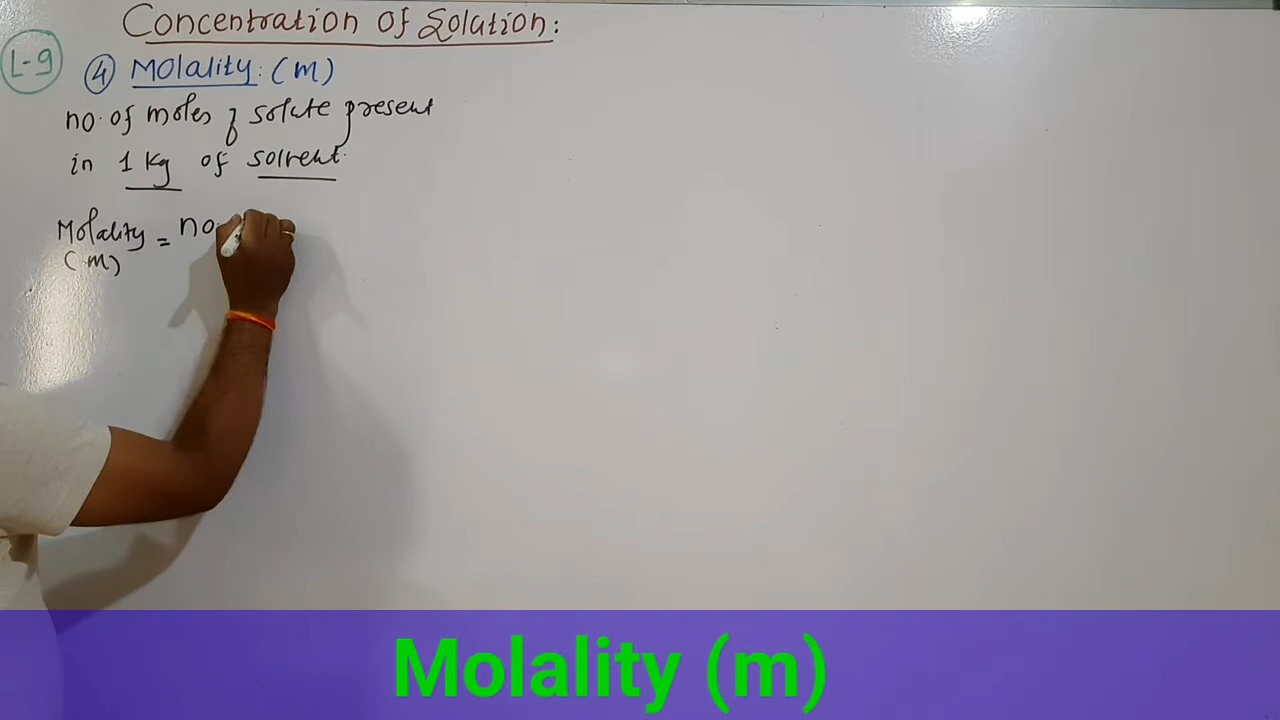 Concentration Of Solution:
L-9
④ Molality: (m)
no. of moles of solute present
in 1 Kg of solvent.
Molality = no.
(m)
Molality (m)